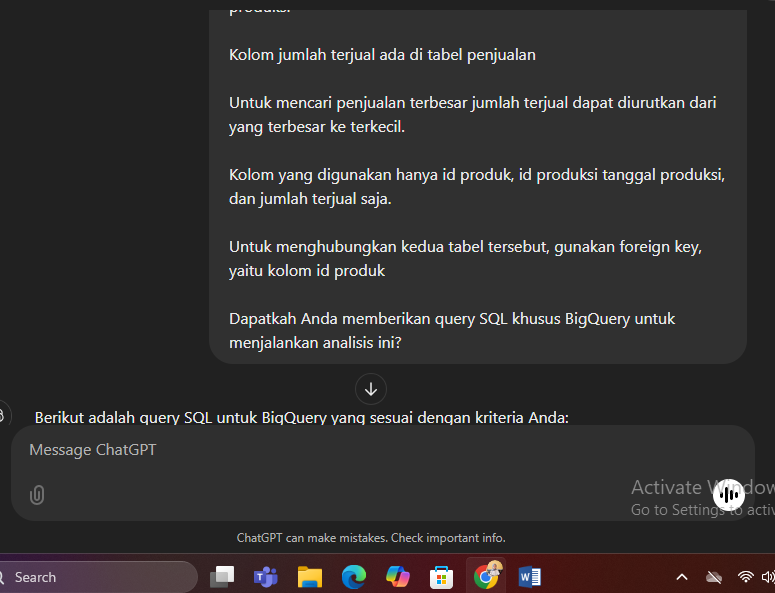 produksi.
Kolom jumlah terjual ada di tabel penjualan
Untuk mencari penjualan terbesar jumlah terjual dapat diurutkan dari
yang terbesar ke terkecil.
Kolom yang digunakan hanya id produk, id produksi tanggal produksi,
dan jumlah terjual saja.
Untuk menghubungkan kedua tabel tersebut, gunakan foreign key,
yaitu kolom id produk
Dapatkah Anda memberikan query SQL khusus BigQuery untuk
menjalankan analisis ini?
Berikut adalah query SQL untuk BigQuery yang sesuai dengan kriteria Anda:
Message ChatGPT
Activate Window
Go to Settings to activ
ChatGPT can make mistakes. Check important info.
Search